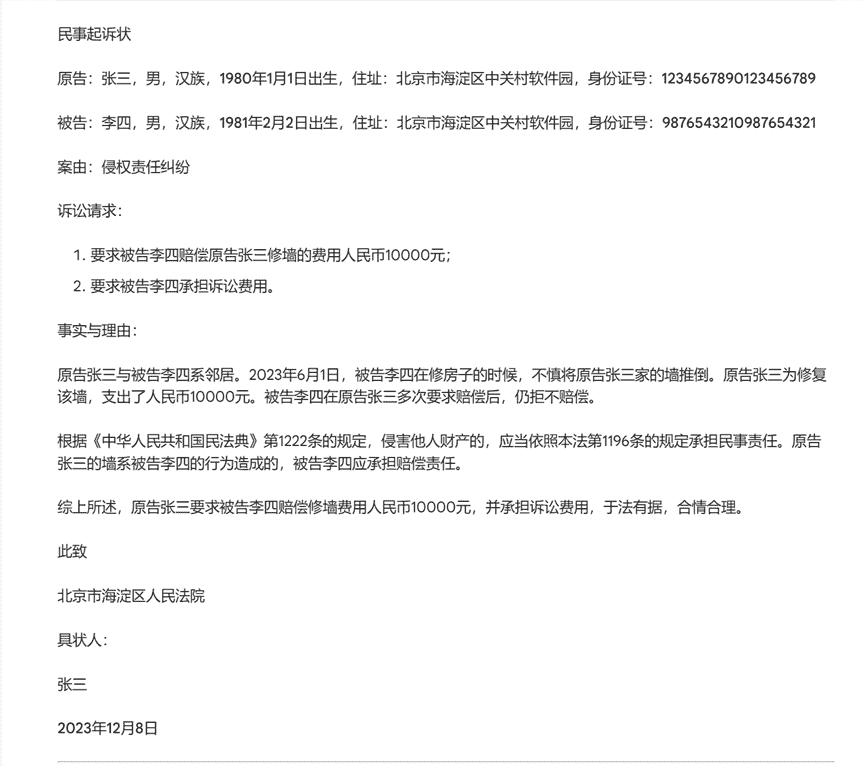 民事起诉状
原告：张三，男，汉族，1980年1月1日出生，住址：北京市海淀区中关村软件园，身份证号：1234567890123456789
被告：李四，男，汉族，1981年2月2日出生，住址：北京市海淀区中关村软件园，身份证号：9876543210987654321
案由：侵权责任纠纷
诉讼请求：
1. 要求被告李四赔偿原告张三修墙的费用人民币10000元；
2. 要求被告李四承担诉讼费用。
事实与理由：
原告张三与被告李四系邻居。2023年6月1日，被告李四在修房子的时候，不慎将原告张三家的墙推倒。原告张三为修复
该墙，支出了人民币10000元。被告李四在原告张三多次要求赔偿后，仍拒不赔偿。
根据《中华人民共和国民法典》第1222条的规定，侵害他人财产的，应当依照本法第1196条的规定承担民事责任。原告
张三的墙系被告李四的行为造成的，被告李四应承担赔偿责任。
综上所述，原告张三要求被告李四赔偿修墙费用人民币10000元，并承担诉讼费用，于法有据，合情合理。
此致
北京市海淀区人民法院
具状人：
张三
2023年12月8日